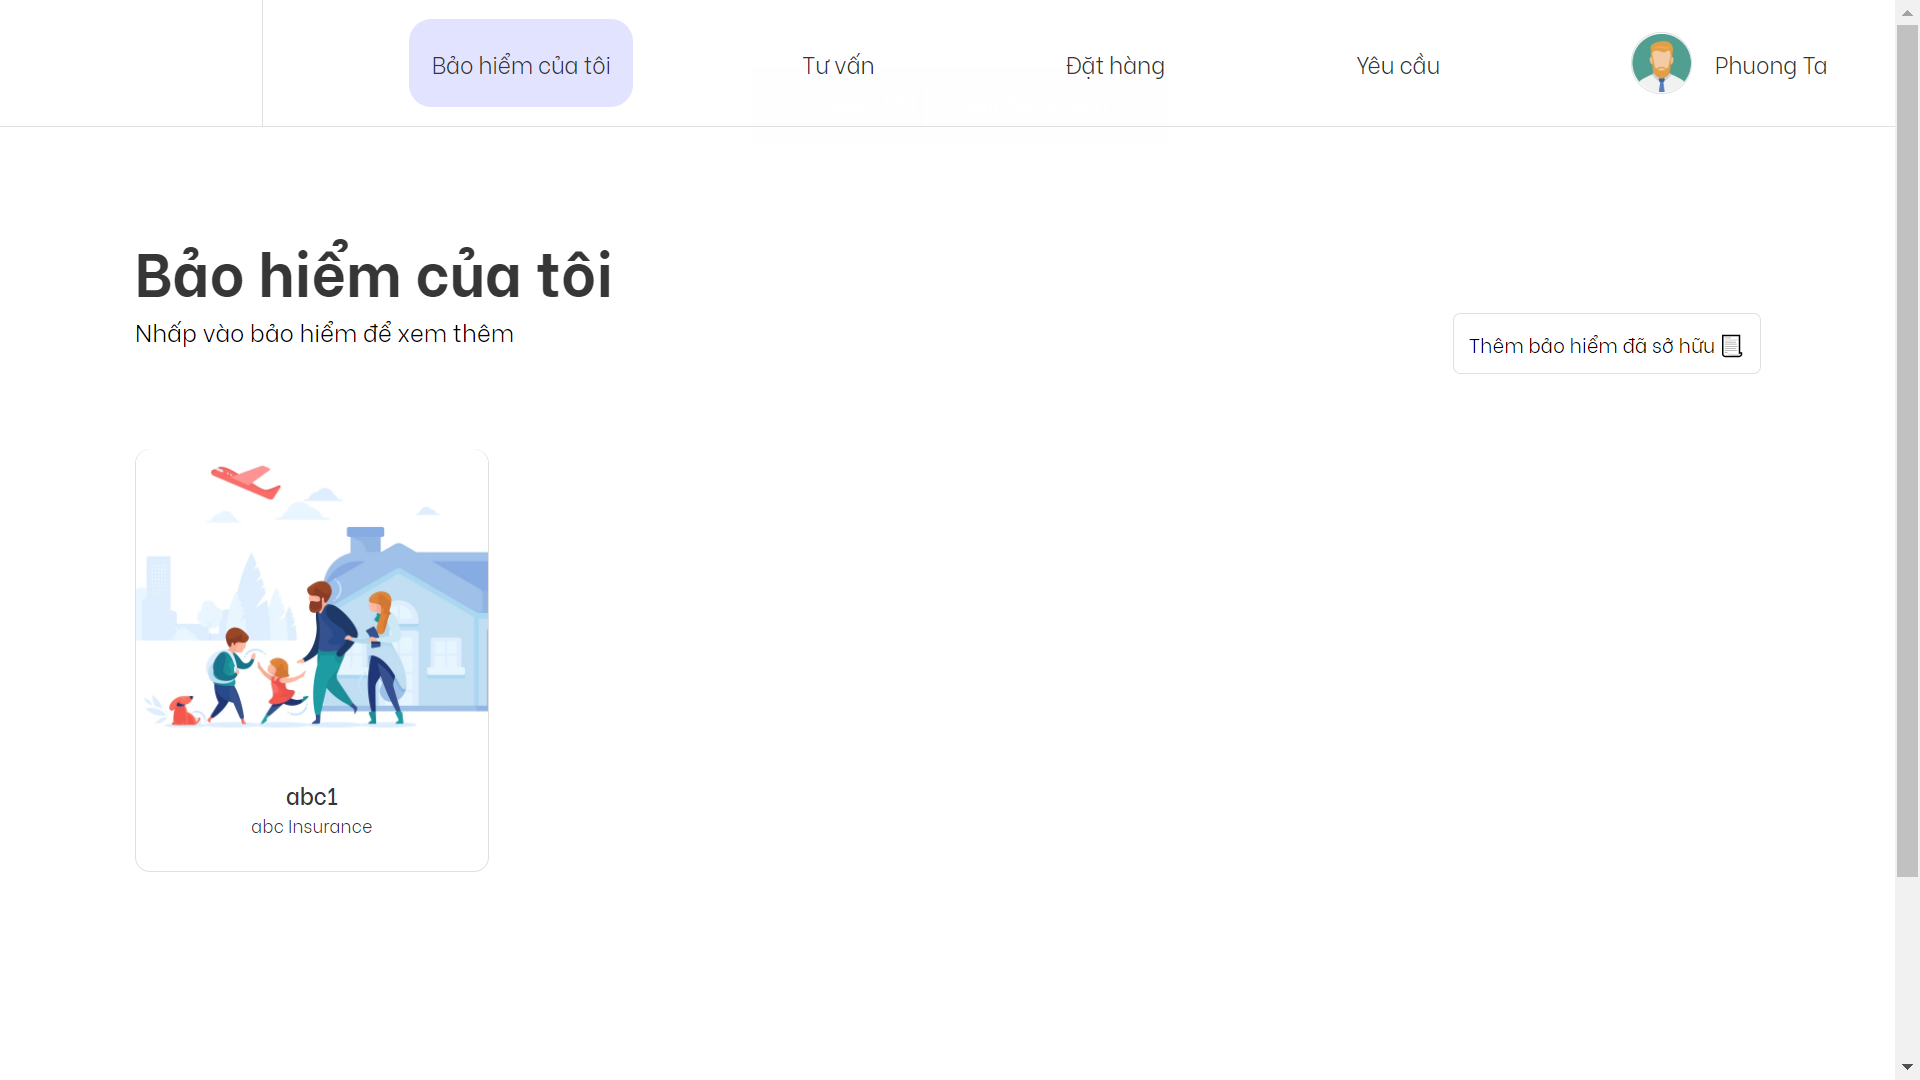 Bảo hiểm của tôi
Tư vấn
Đặt hàng
Yêu cầu
Phuong Ta
Bảo hiểm của tôi
Nhấp vào bảo hiểm để xem thêm
Thêm bảo hiểm đã sở hữu
abc1
abc Insurance